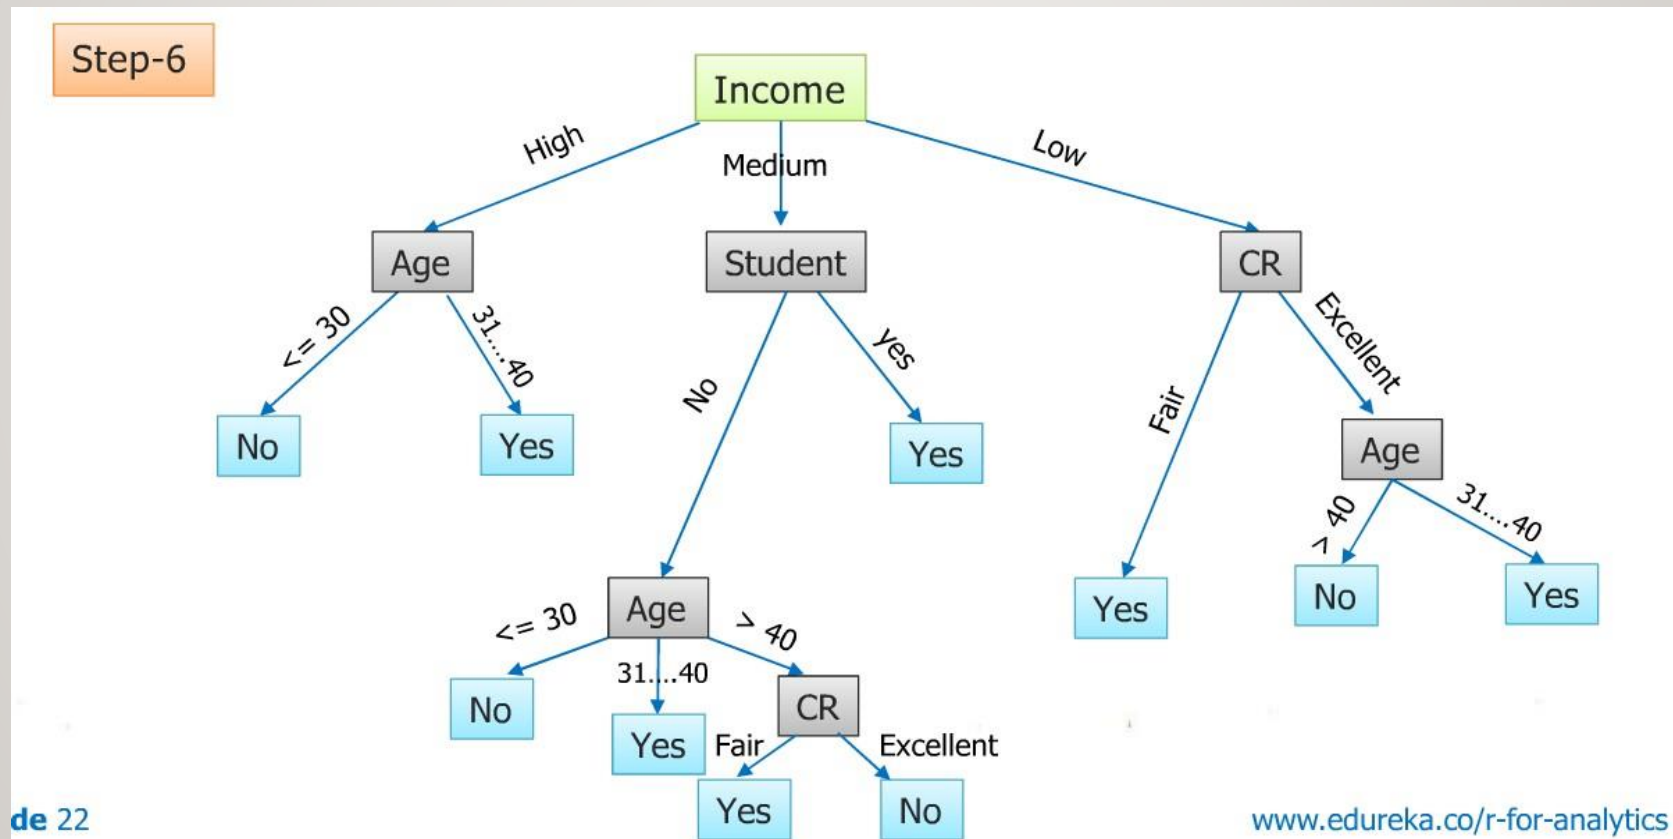 Step-6
Income
High
Medium
Low
Age
Student
CR
<= 30
31....40
No
yes
Fair
Excellent
No
Yes
Yes
Age
> 40
31....40
Age
Yes
No
Yes
<= 30
31....40
> 40
No
Yes
CR
Fair
Excellent
Yes
No
de 22
www.edureka.co/r-for-analytics